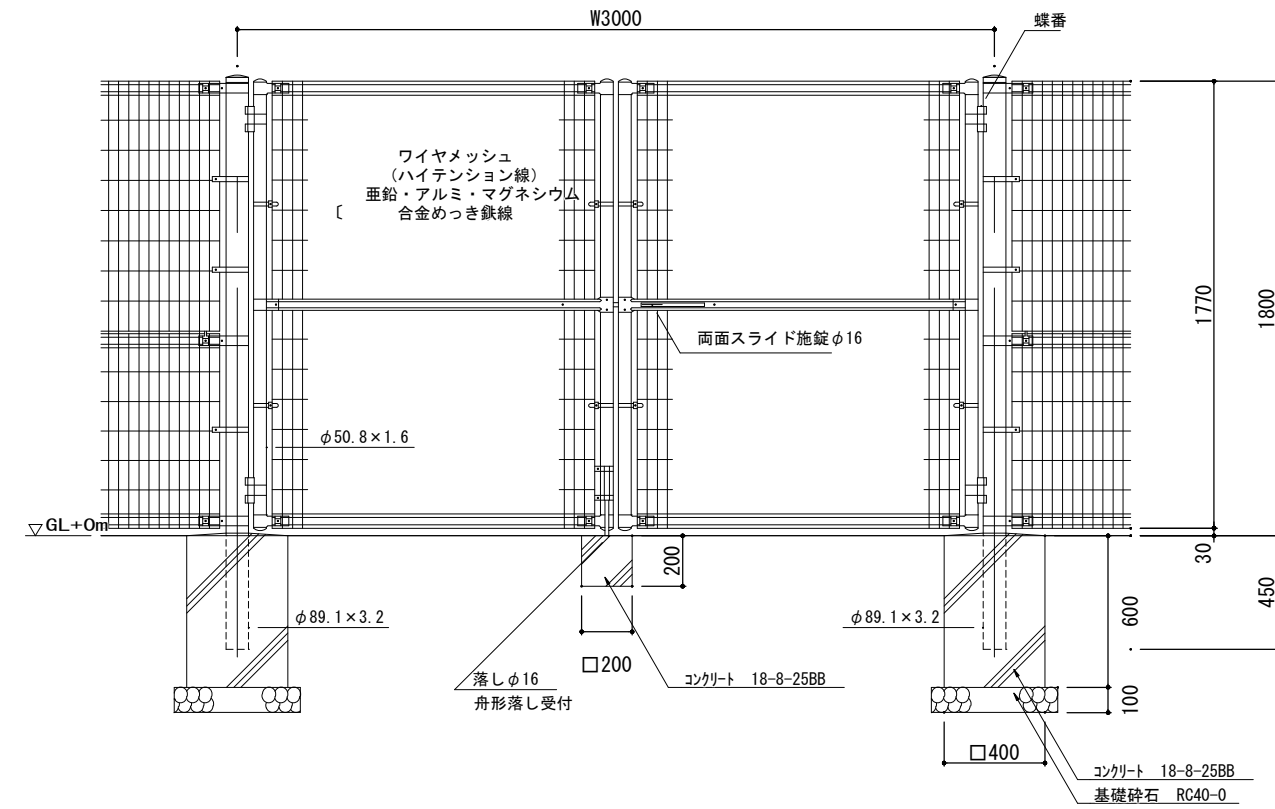 W3000
蝶番
ワイヤメッシュ
(ハイテンション線)
亜鉛・アルミ・マグネシウム
〔 合金めっき鉄線
1770
1800
両面スライド施錠φ16
φ50.8×1.6
GL+0m
30
200
450
600
φ89.1×3.2
φ89.1×3.2
□200
落しφ16
舟形落し受付
コンクリート 18-8-25BB
100
□400
コンクリート 18-8-25BB
基礎砕石 RC40-0